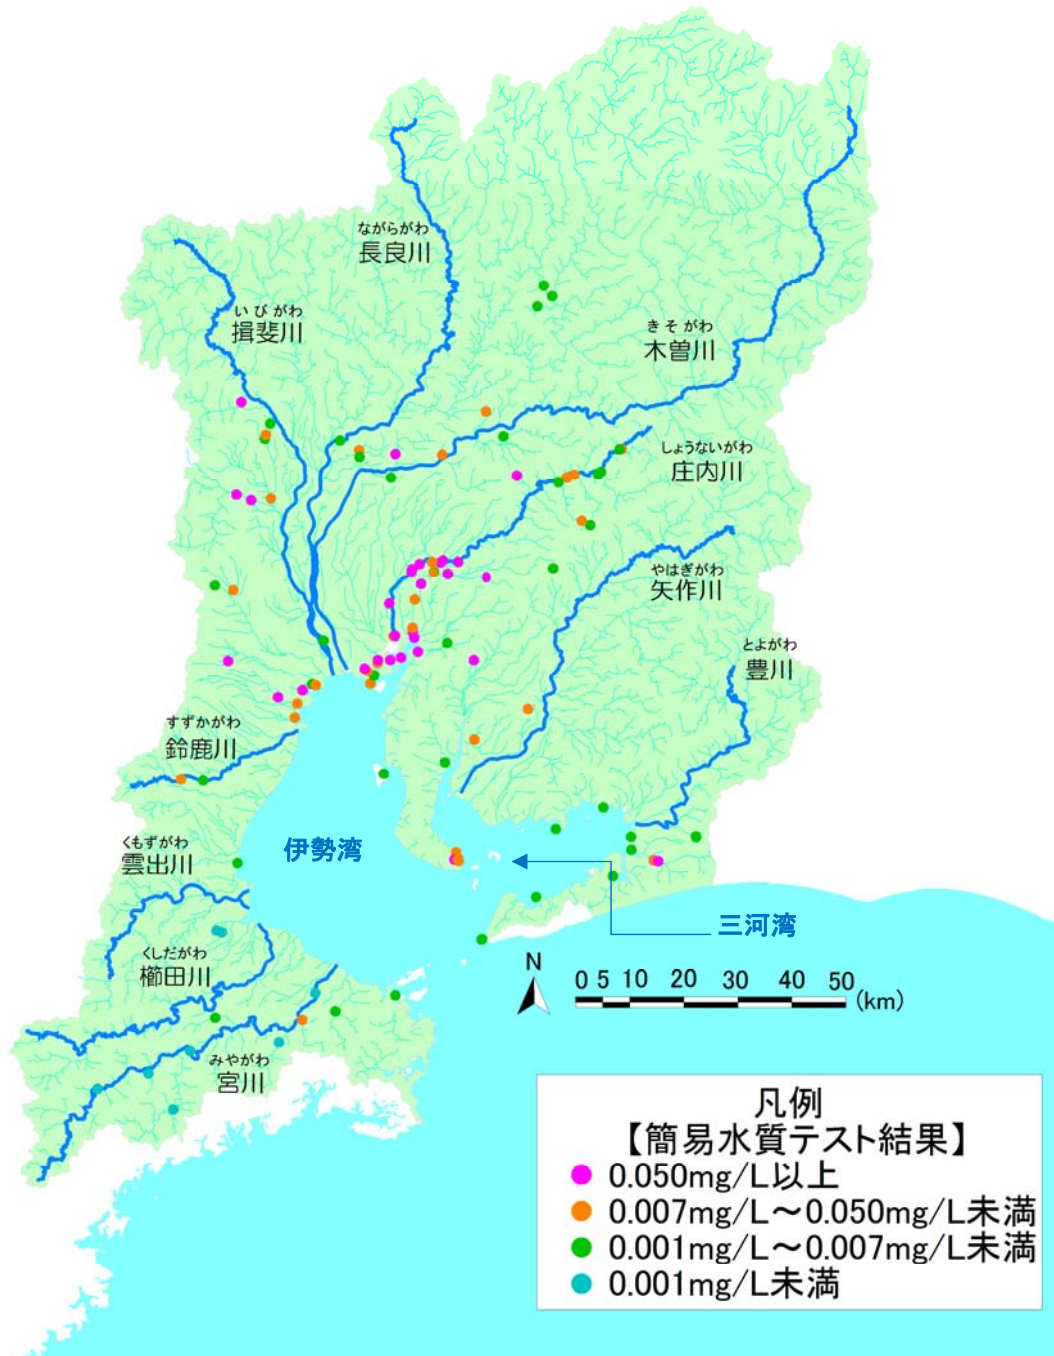 ながらがわ
長良川
いびがわ
揖斐川
きそがわ
木曽川
しょうないがわ
庄内川
やはぎがわ
矢作川
とよがわ
豊川
すずかがわ
鈴鹿川
くもずがわ
雲出川
伊勢湾
三河湾
くしだがわ
櫛田川
N
0 5 10 20 30 40 50
(km)
みやがわ
宮川
凡例
【簡易水質テスト結果】
0.050mg/L以上
0.007mg/L～0.050mg/L未満
0.001mg/L～0.007mg/L未満
0.001mg/L未満